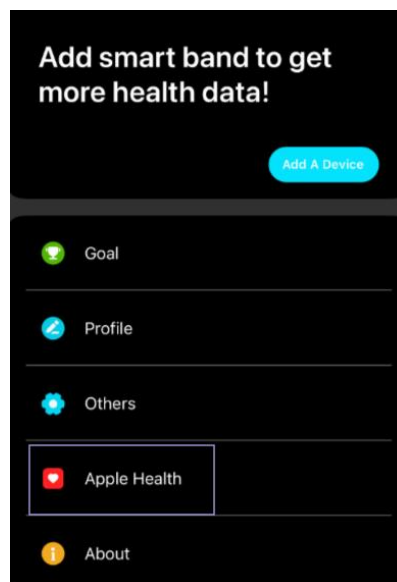 Add smart band to get
more health data!
Add A Device
Goal
Profile
Others
Apple Health
About